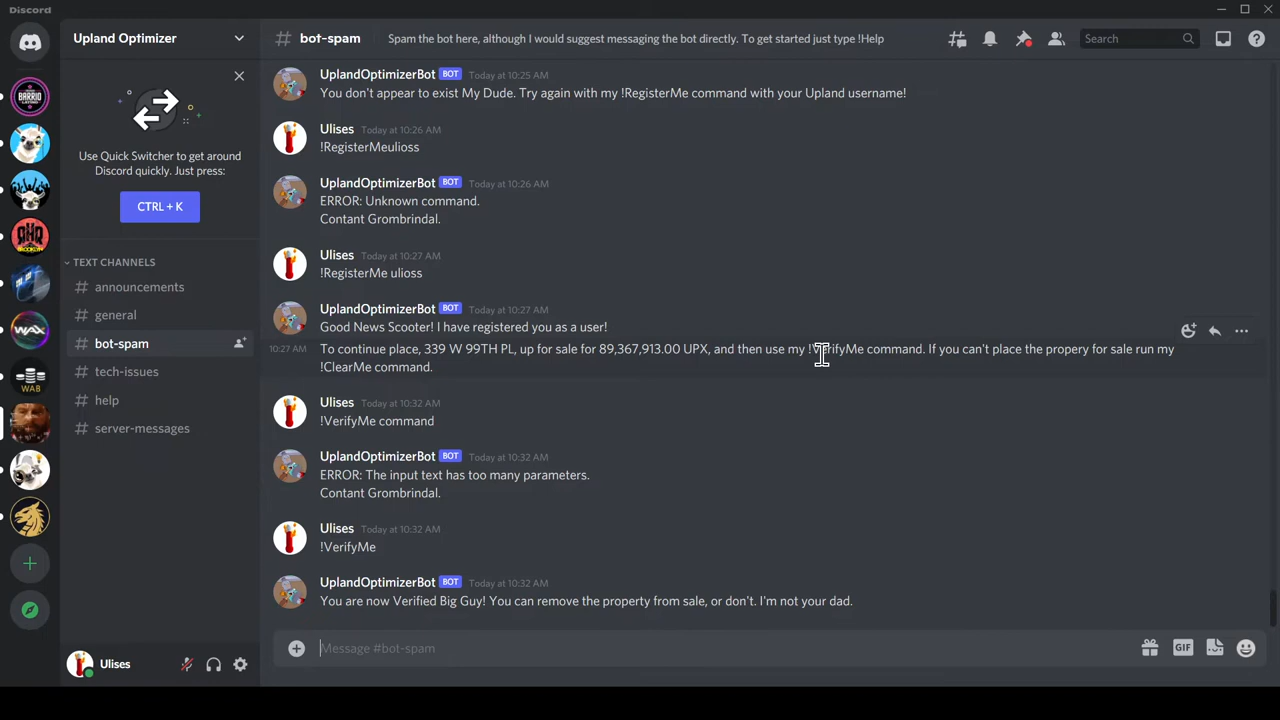 Discord
Upland Optimizer
# bot-spam Spam the bot here, although I would suggest messaging the bot directly. To get started just type !Help
Search
Use Quick Switcher to get around
Discord quickly. Just press:
CTRL + K
TEXT CHANNELS
# announcements
# general
# bot-spam
# tech-issues
# help
# server-messages
Ulises
UplandOptimizerBot BOT Today at 10:25 AM
You don't appear to exist My Dude. Try again with my !RegisterMe command with your Upland username!
Ulises Today at 10:26 AM
!RegisterMeulioss
UplandOptimizerBot BOT Today at 10:26 AM
ERROR: Unknown command.
Contant Grombrindal.
Ulises Today at 10:27 AM
!RegisterMe ulioss
UplandOptimizerBot BOT Today at 10:27 AM
Good News Scooter! I have registered you as a user!
10:27 AM To continue place, 339 W 99TH PL, up for sale for 89,367,913.00 UPX, and then use my !VerifyMe command. If you can't place the propery for sale run my
!ClearMe command.
Ulises Today at 10:32 AM
!VerifyMe command
UplandOptimizerBot BOT Today at 10:32 AM
ERROR: The input text has too many parameters.
Contant Grombrindal.
Ulises Today at 10:32 AM
!VerifyMe
UplandOptimizerBot BOT Today at 10:32 AM
You are now Verified Big Guy! You can remove the property from sale, or don't. I'm not your dad.
Message #bot-spam
GIF
WAX
WAB